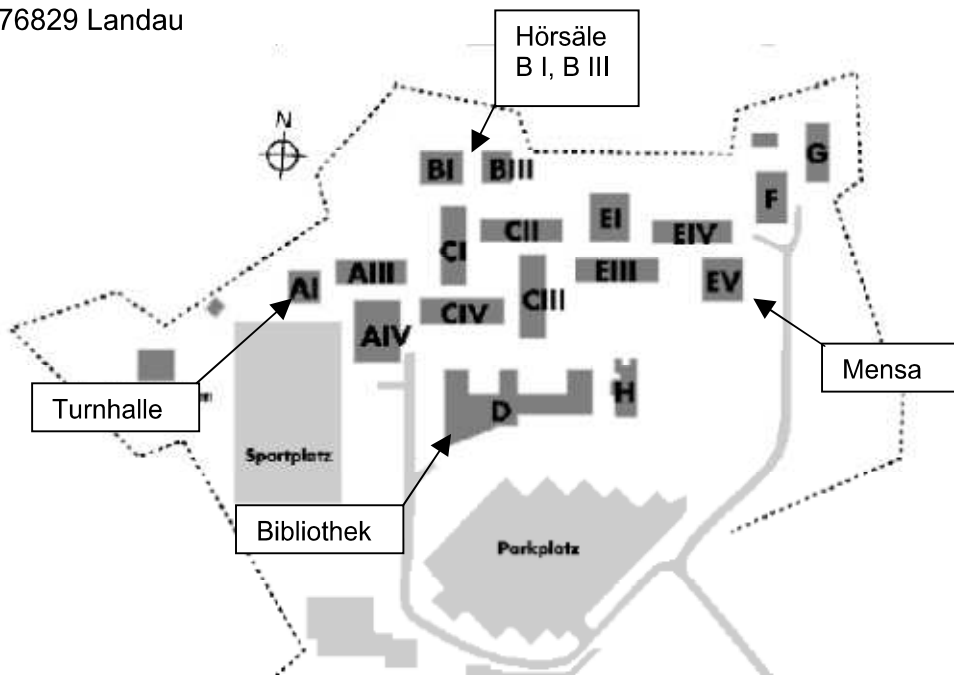 76829 Landau
Hörsäle
B I, B III
N
G
BI
BIII
F
EI
CII
EIV
CI
AIII
EIII
EV
AI
CIII
CIV
AIV
Mensa
H
Turnhalle
D
Sportplatz
Bibliothek
Parkplatz